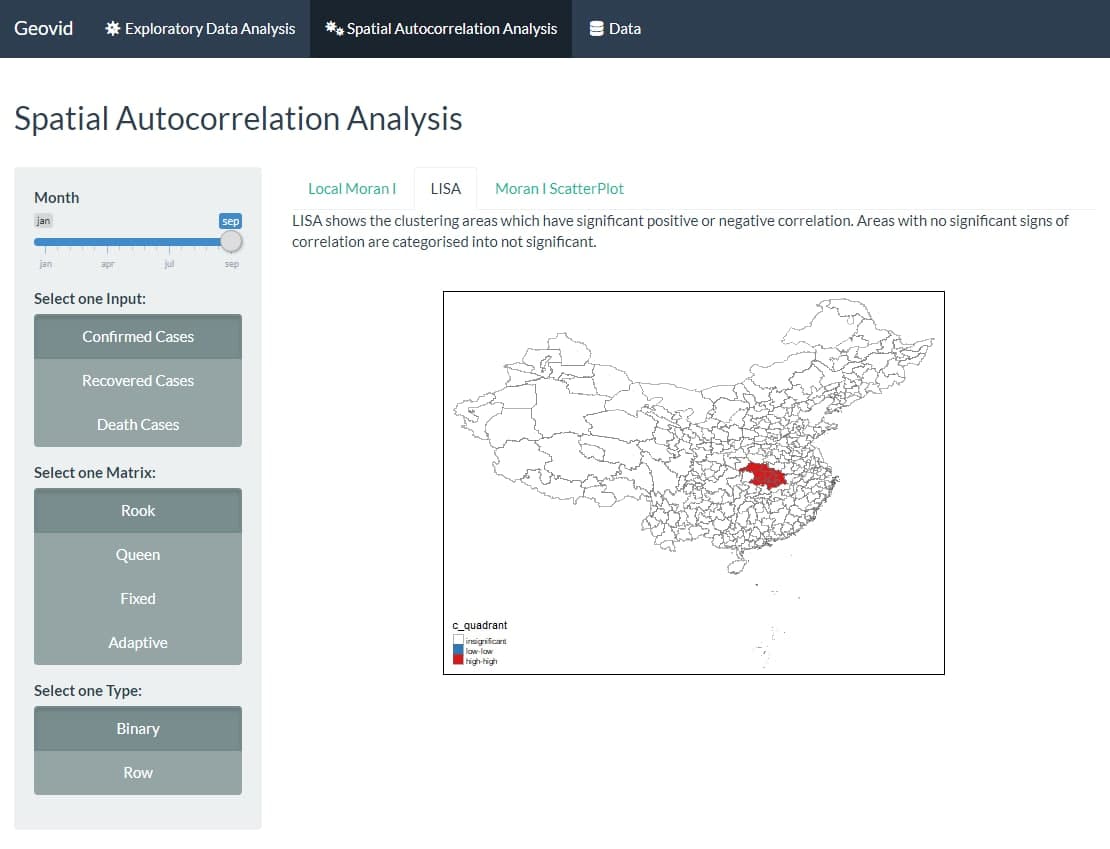 Geovid
Exploratory Data Analysis
Spatial Autocorrelation Analysis
Data
Spatial Autocorrelation Analysis
Month
jan
sep
jan
apr
jul
sep
Select one Input:
Confirmed Cases
Recovered Cases
Death Cases
Select one Matrix:
Rook
Queen
Fixed
Adaptive
Select one Type:
Binary
Row
Local Moran I
LISA
Moran I ScatterPlot
LISA shows the clustering areas which have significant positive or negative correlation. Areas with no significant signs of
correlation are categorised into not significant.
c_quadrant
insignificant
low-low
high-high